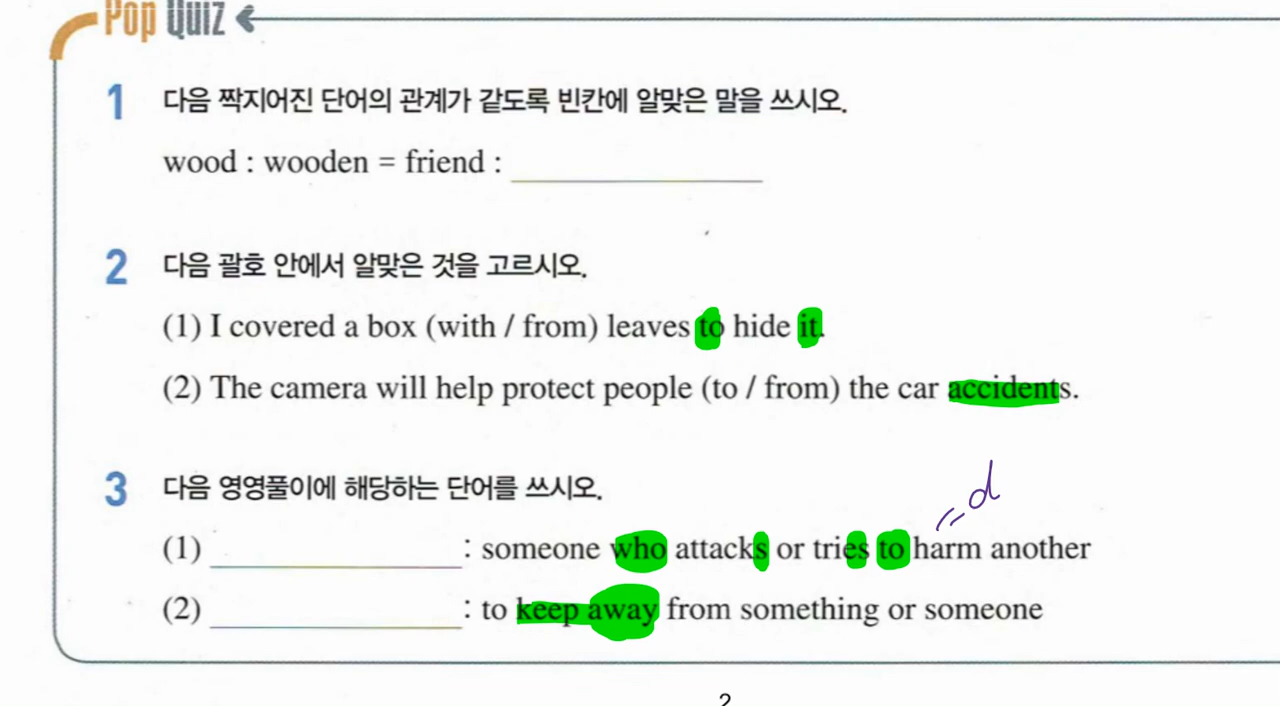 Pop Quiz
1 다음 짝지어진 단어의 관계가 같도록 빈칸에 알맞은 말을 쓰시오.
wood : wooden = friend :
2 다음 괄호 안에서 알맞은 것을 고르시오.
(1) I covered a box (with / from) leaves to hide it.
(2) The camera will help protect people (to / from) the car accidents.
3 다음 영영풀이에 해당하는 단어를 쓰시오.
=d
(1) : someone who attacks or tries to harm another
(2) : to keep away from something or someone
2